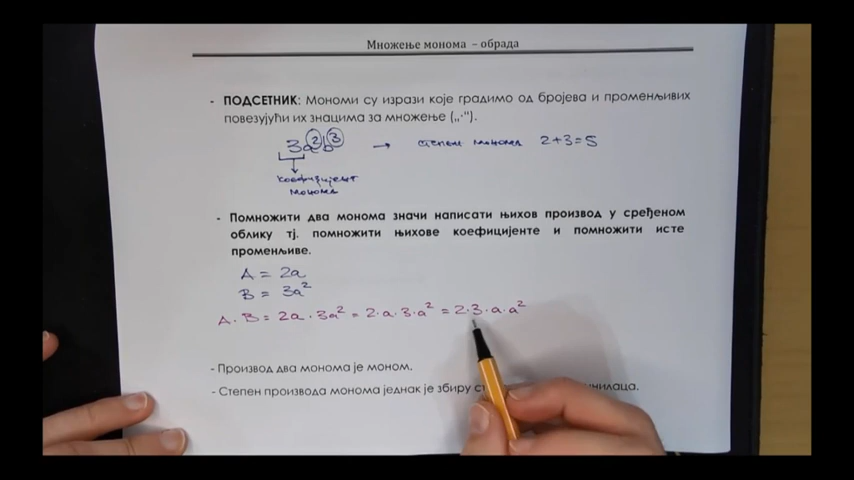 Множење монома – обрада
- ПОДСЕТНИК: Мономи су изрази које градимо од бројева и променљивих
повезујући их знацима за множење („·“).
3a²b³ → степен монома 2+3=5
коефицијент
монома
- Помножити два монома значи написати њихов производ у сређеном
облику тј. помножити њихове коефицијенте и помножити исте
променљиве.
A = 2a
B = 3a²
A · B = 2a · 3a² = 2·a·3·a² = 2·3·a·a²
- Производ два монома је моном.
- Степен производа монома једнак је збиру